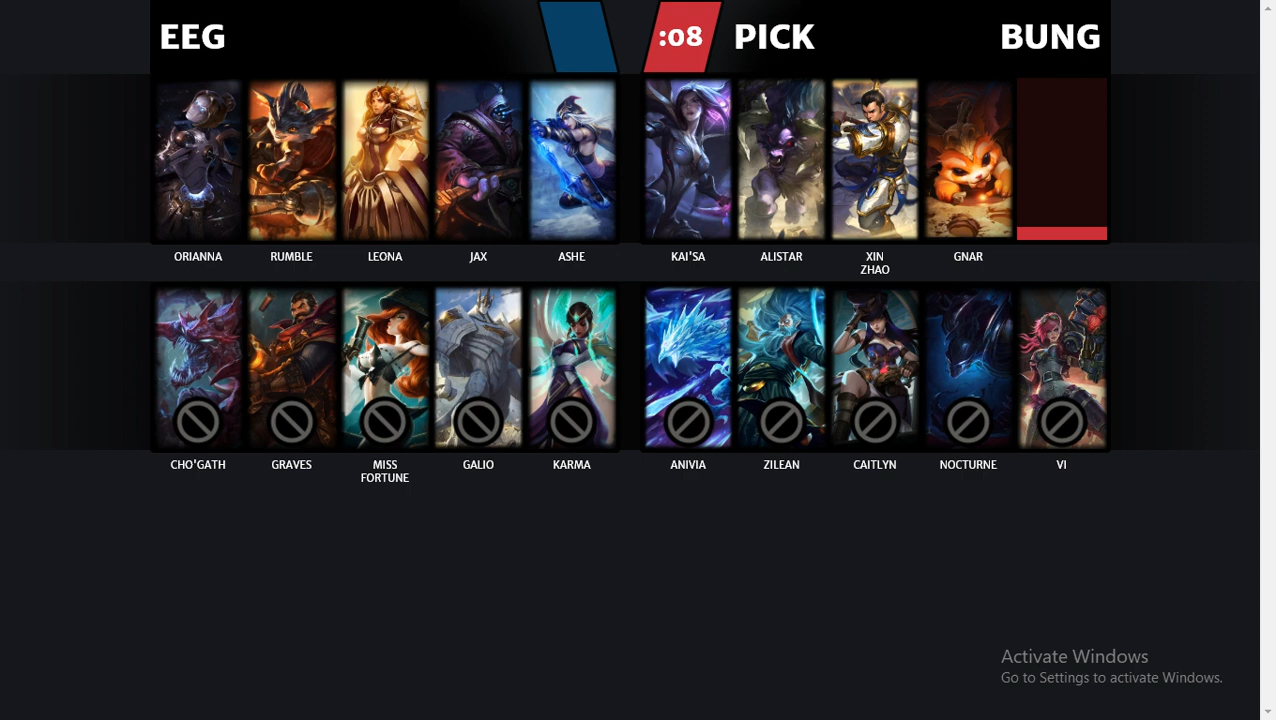 EEG
:08
PICK
BUNG
ORIANNA
RUMBLE
LEONA
JAX
ASHE
KAI'SA
ALISTAR
XIN
ZHAO
GNAR
CHO'GATH
GRAVES
MISS
FORTUNE
GALIO
KARMA
ANIVIA
ZILEAN
CAITLYN
NOCTURNE
VI
Activate Windows
Go to Settings to activate Windows.